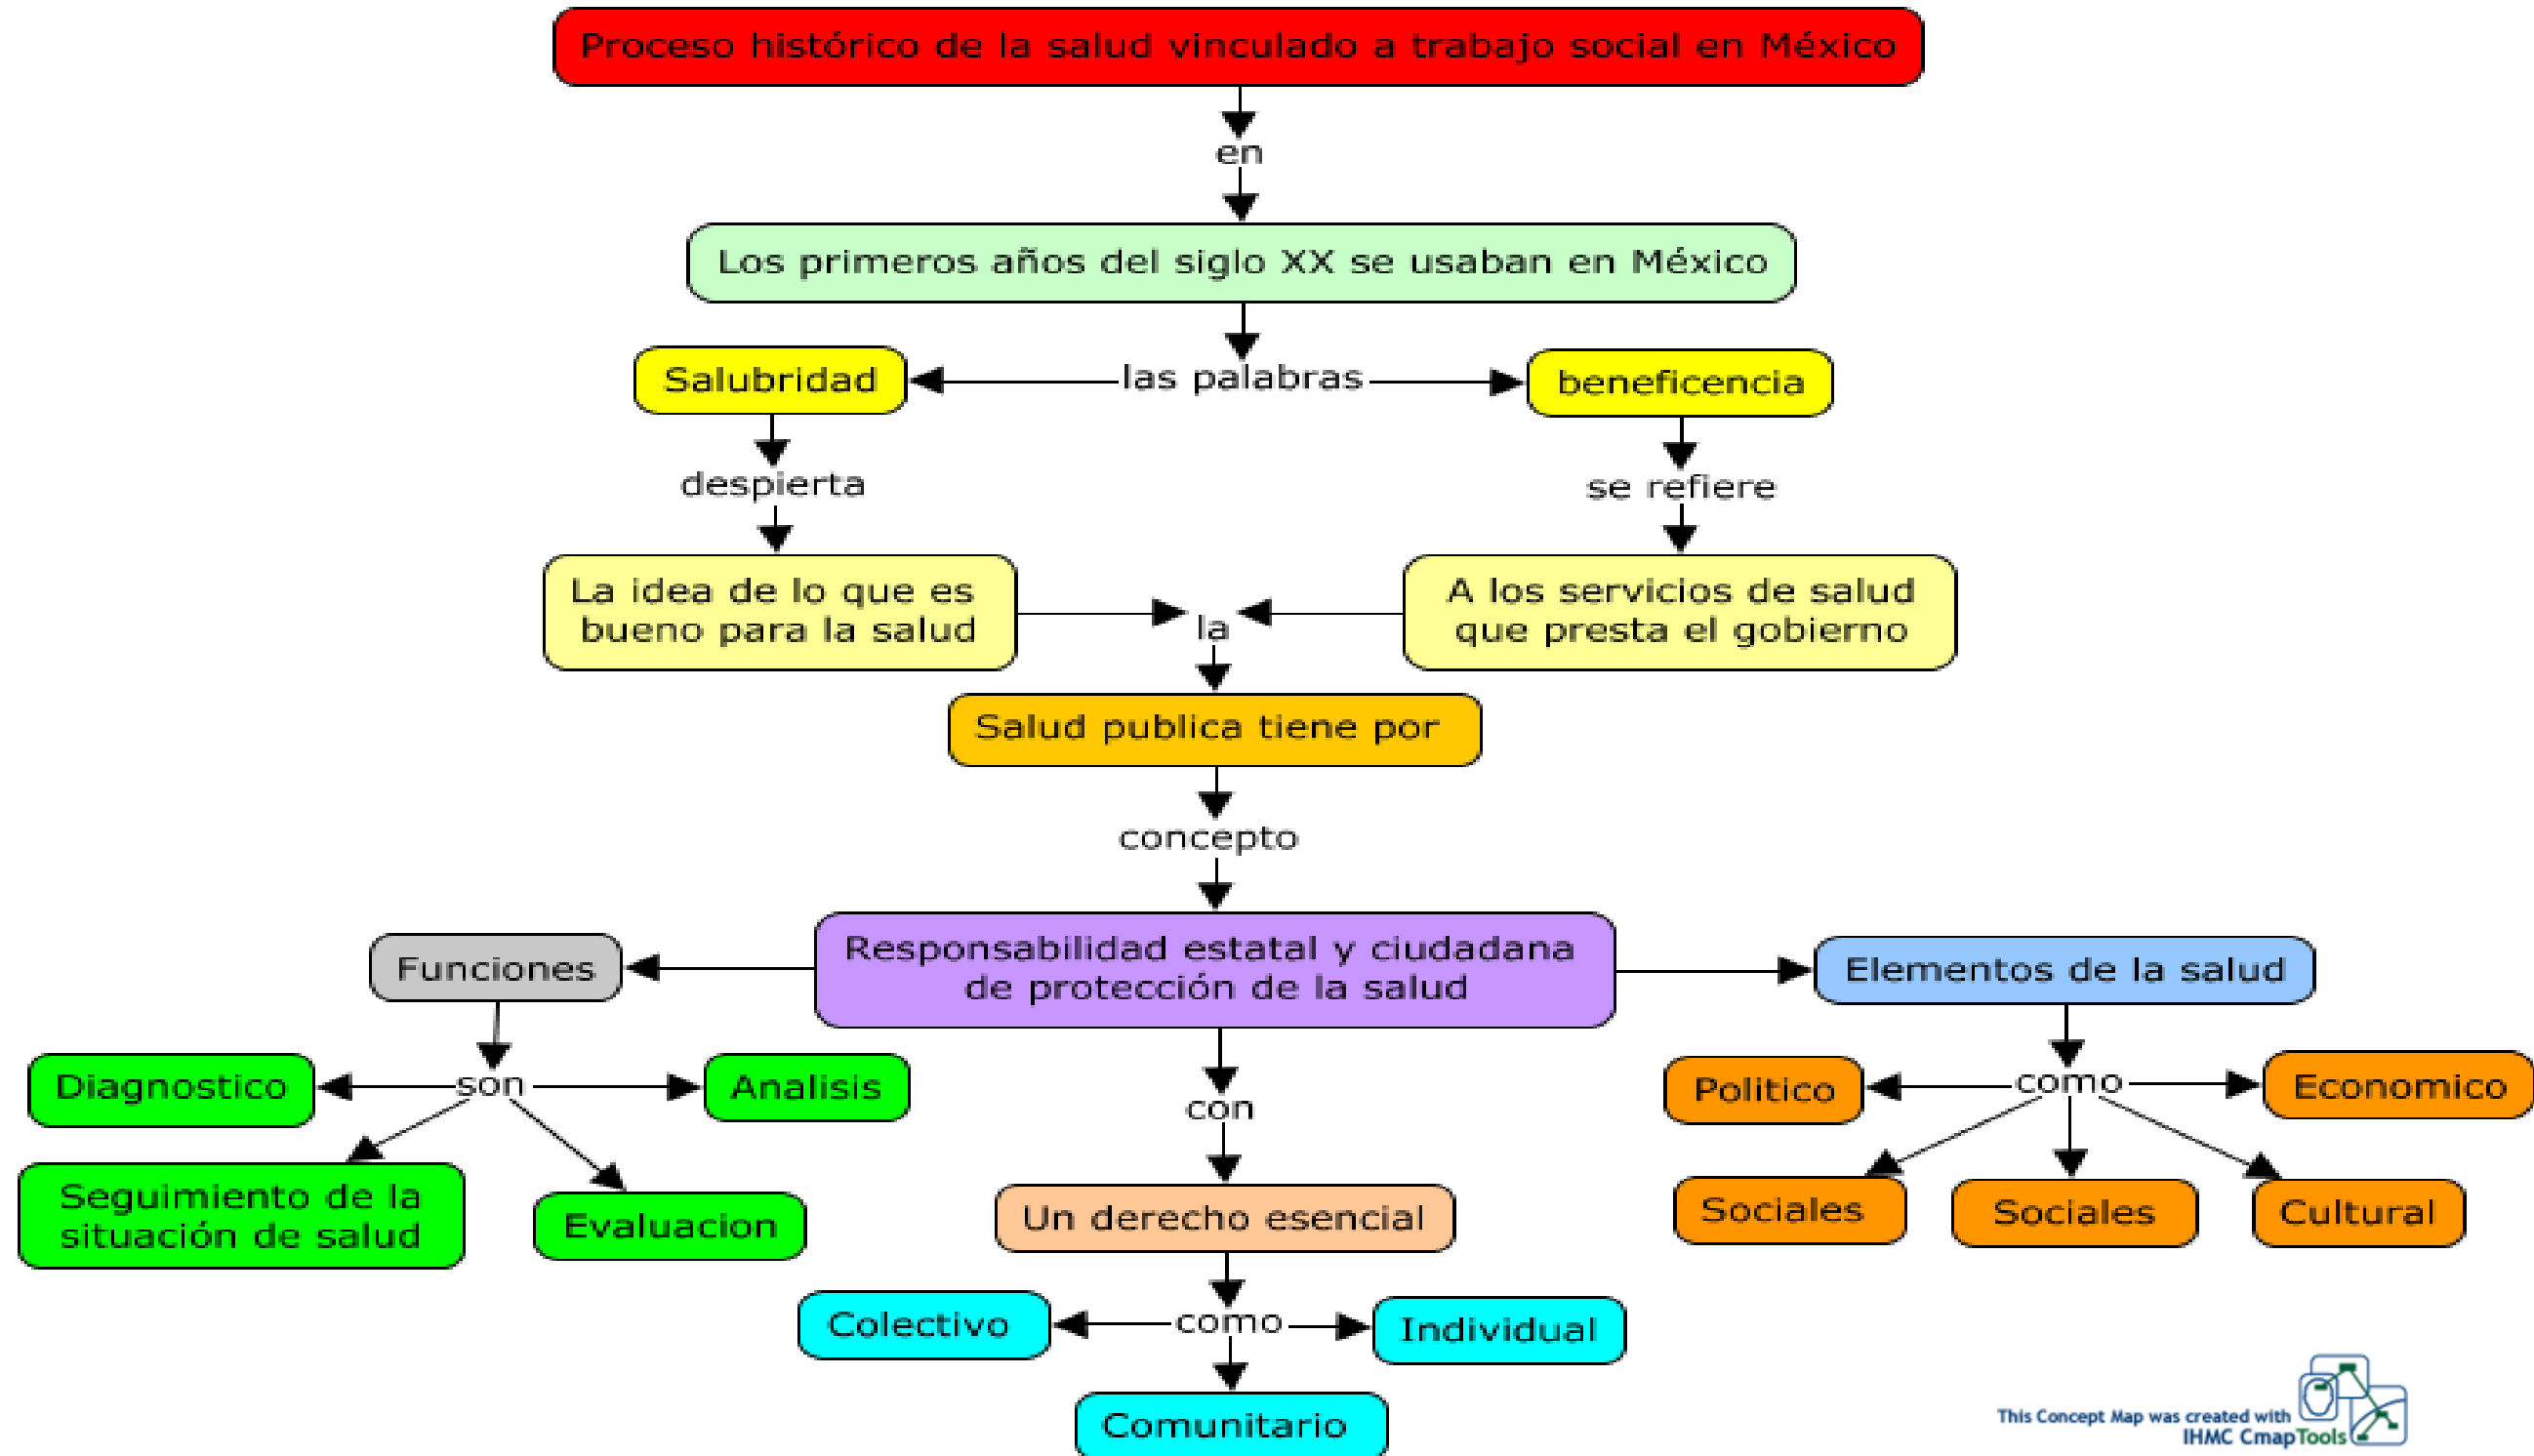 Proceso histórico de la salud vinculado a trabajo social en México
en
Los primeros años del siglo XX se usaban en México
Salubridad
las palabras
beneficencia
despierta
se refiere
La idea de lo que es
bueno para la salud
la
A los servicios de salud
que presta el gobierno
Salud publica tiene por
concepto
Funciones
Responsabilidad estatal y ciudadana
de protección de la salud
Elementos de la salud
Diagnostico
son
Analisis
Seguimiento de la
situación de salud
Evaluacion
con
Un derecho esencial
Colectivo
como
Individual
Comunitario
Politico
como
Economico
Sociales
Sociales
Cultural
This Concept Map was created with
IHMC CmapTools